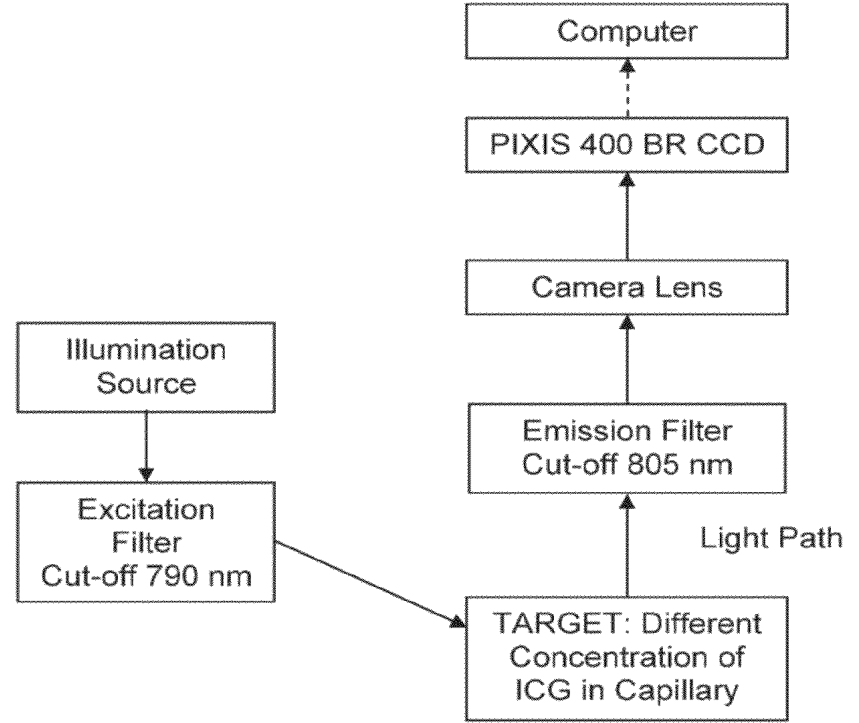 Computer
PIXIS 400 BR CCD
Camera Lens
Illumination
Source
Emission Filter
Cut-off 805 nm
Excitation
Filter
Cut-off 790 nm
Light Path
TARGET: Different
Concentration of
ICG in Capillary